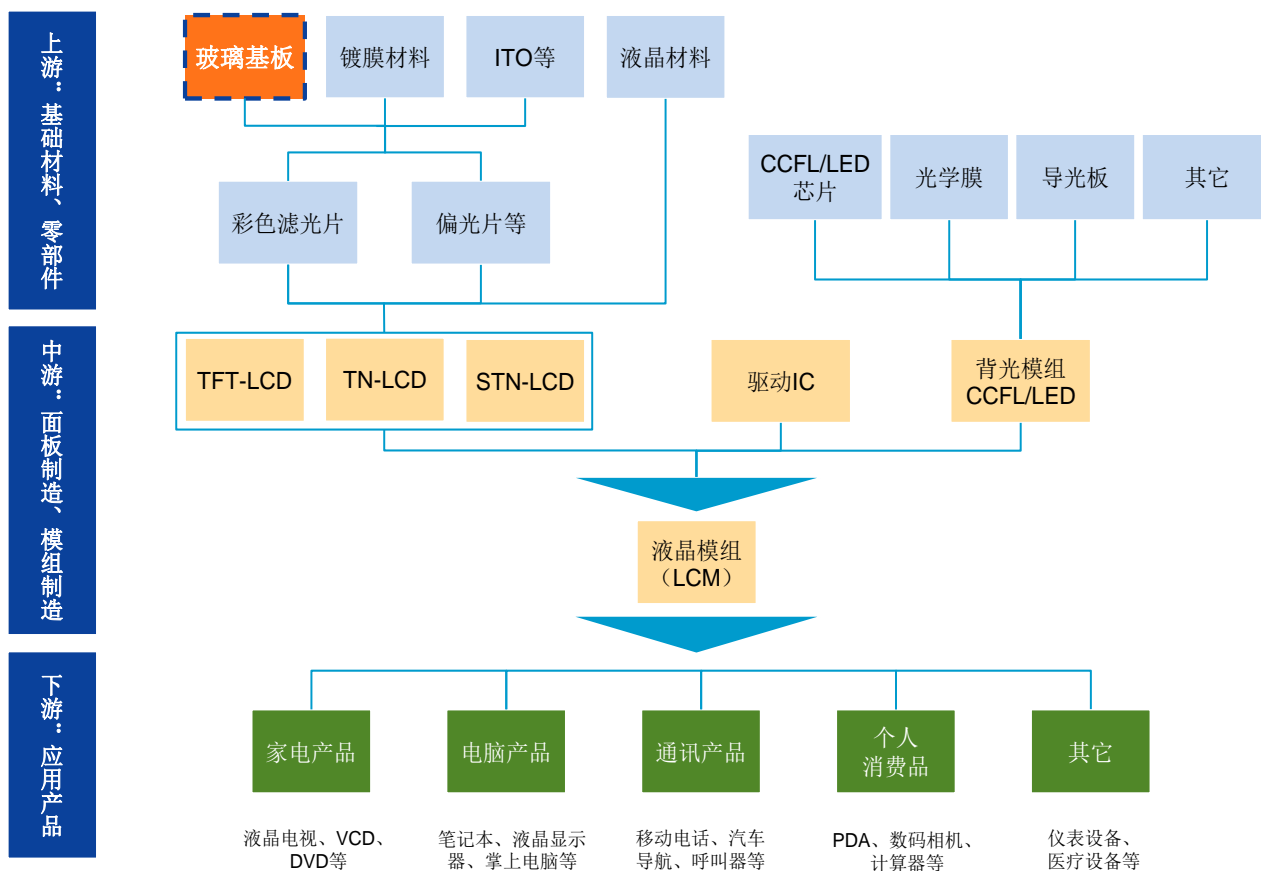 上游：基础材料、零部件
玻璃基板
镀膜材料
ITO等
液晶材料
CCFL/LED
芯片
光学膜
导光板
其它
彩色滤光片
偏光片等
中游：面板制造、模组制造
TFT-LCD
TN-LCD
STN-LCD
驱动IC
背光模组
CCFL/LED
液晶模组
（LCM）
下游：应用产品
家电产品
电脑产品
通讯产品
个人
消费品
其它
液晶电视、VCD、
DVD等
笔记本、液晶显示
器、掌上电脑等
移动电话、汽车
导航、呼叫器等
PDA、数码相机、
计算器等
仪表设备、
医疗设备等